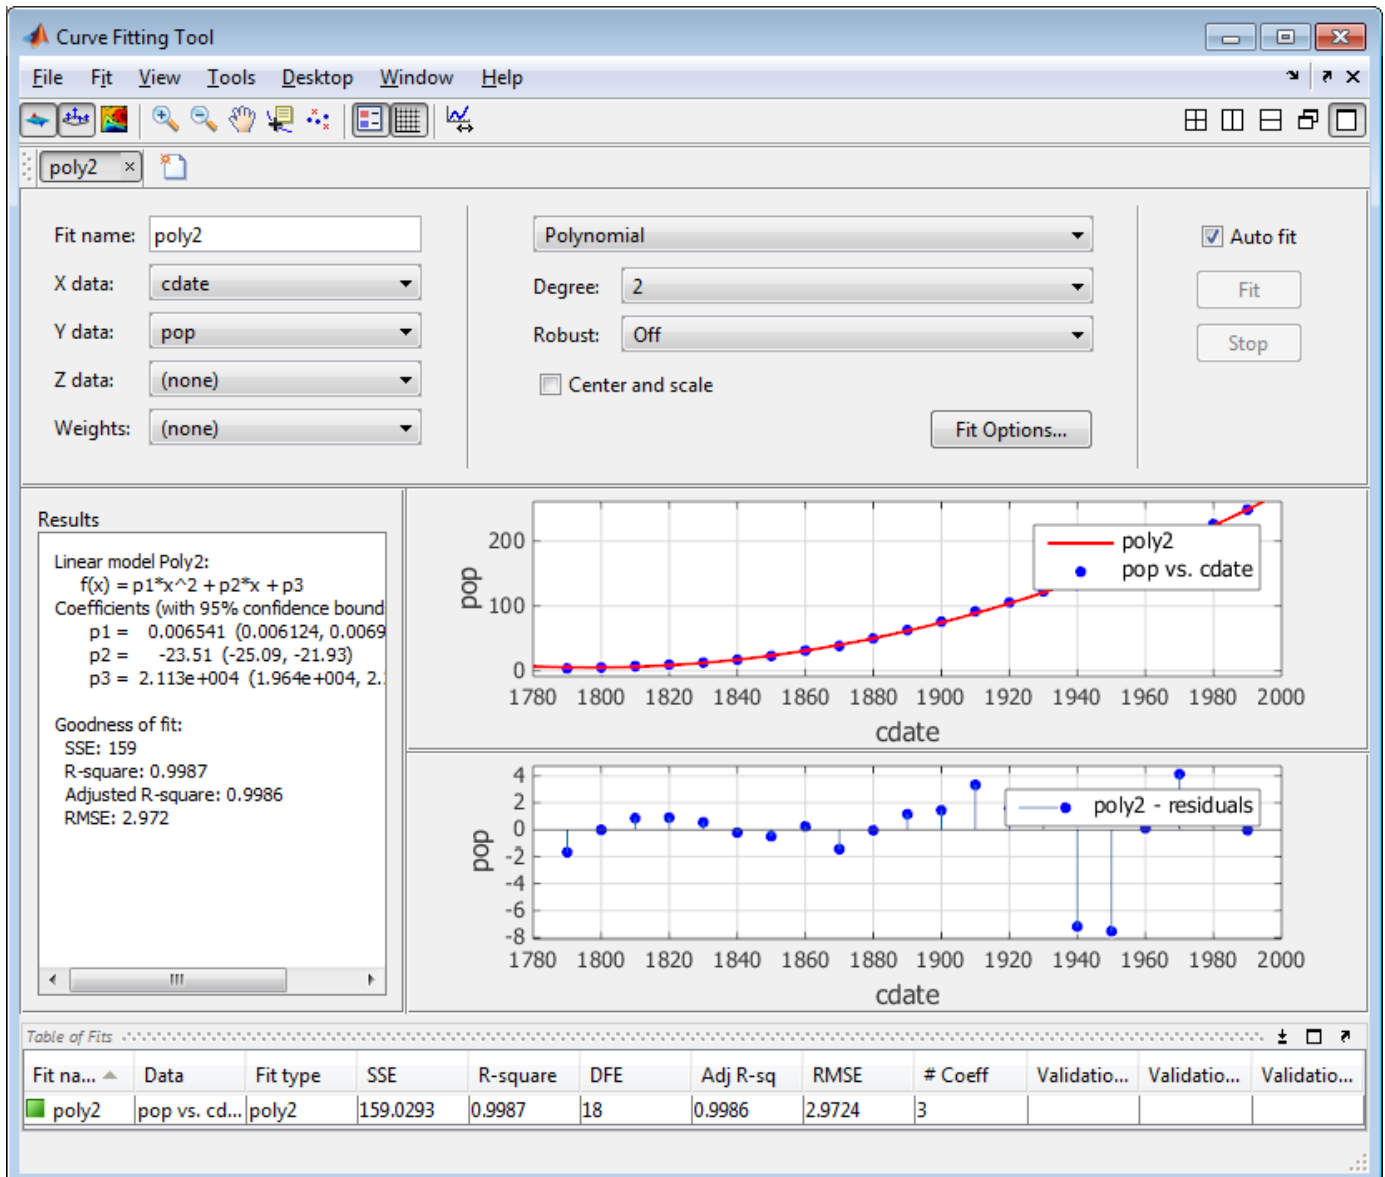 Curve Fitting Tool
File Fit View Tools Desktop Window Help
poly2
Fit name: poly2
X data: cdate
Y data: pop
Z data: (none)
Weights: (none)
Polynomial
Degree: 2
Robust: Off
Center and scale
Fit Options...
Auto fit
Fit
Stop
Results
Linear model Poly2:
f(x) = p1*x^2 + p2*x + p3
Coefficients (with 95% confidence bound
p1 = 0.006541 (0.006124, 0.0069
p2 = -23.51 (-25.09, -21.93)
p3 = 2.113e+004 (1.964e+004, 2.
Goodness of fit:
SSE: 159
R-square: 0.9987
Adjusted R-square: 0.9986
RMSE: 2.972
200
100
0
pop
poly2
pop vs. cdate
1780 1800 1820 1840 1860 1880 1900 1920 1940 1960 1980 2000
cdate
4
2
0
-2
-4
-6
-8
pop
poly2 - residuals
1780 1800 1820 1840 1860 1880 1900 1920 1940 1960 1980 2000
cdate
Table of Fits
Fit na... Data Fit type SSE R-square DFE Adj R-sq RMSE # Coeff Validatio... Validatio... Validatio...
poly2 pop vs. cd... poly2 159.0293 0.9987 18 0.9986 2.9724 3